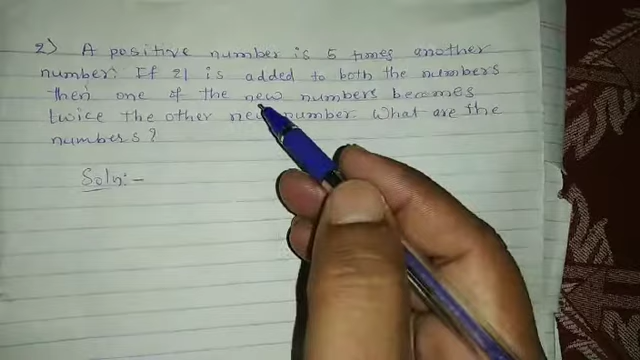 2) A positive number is 5 times another
number. If 21 is added to both the numbers
then one of the new numbers becomes
twice the other new number. What are the
numbers?
Soln:-